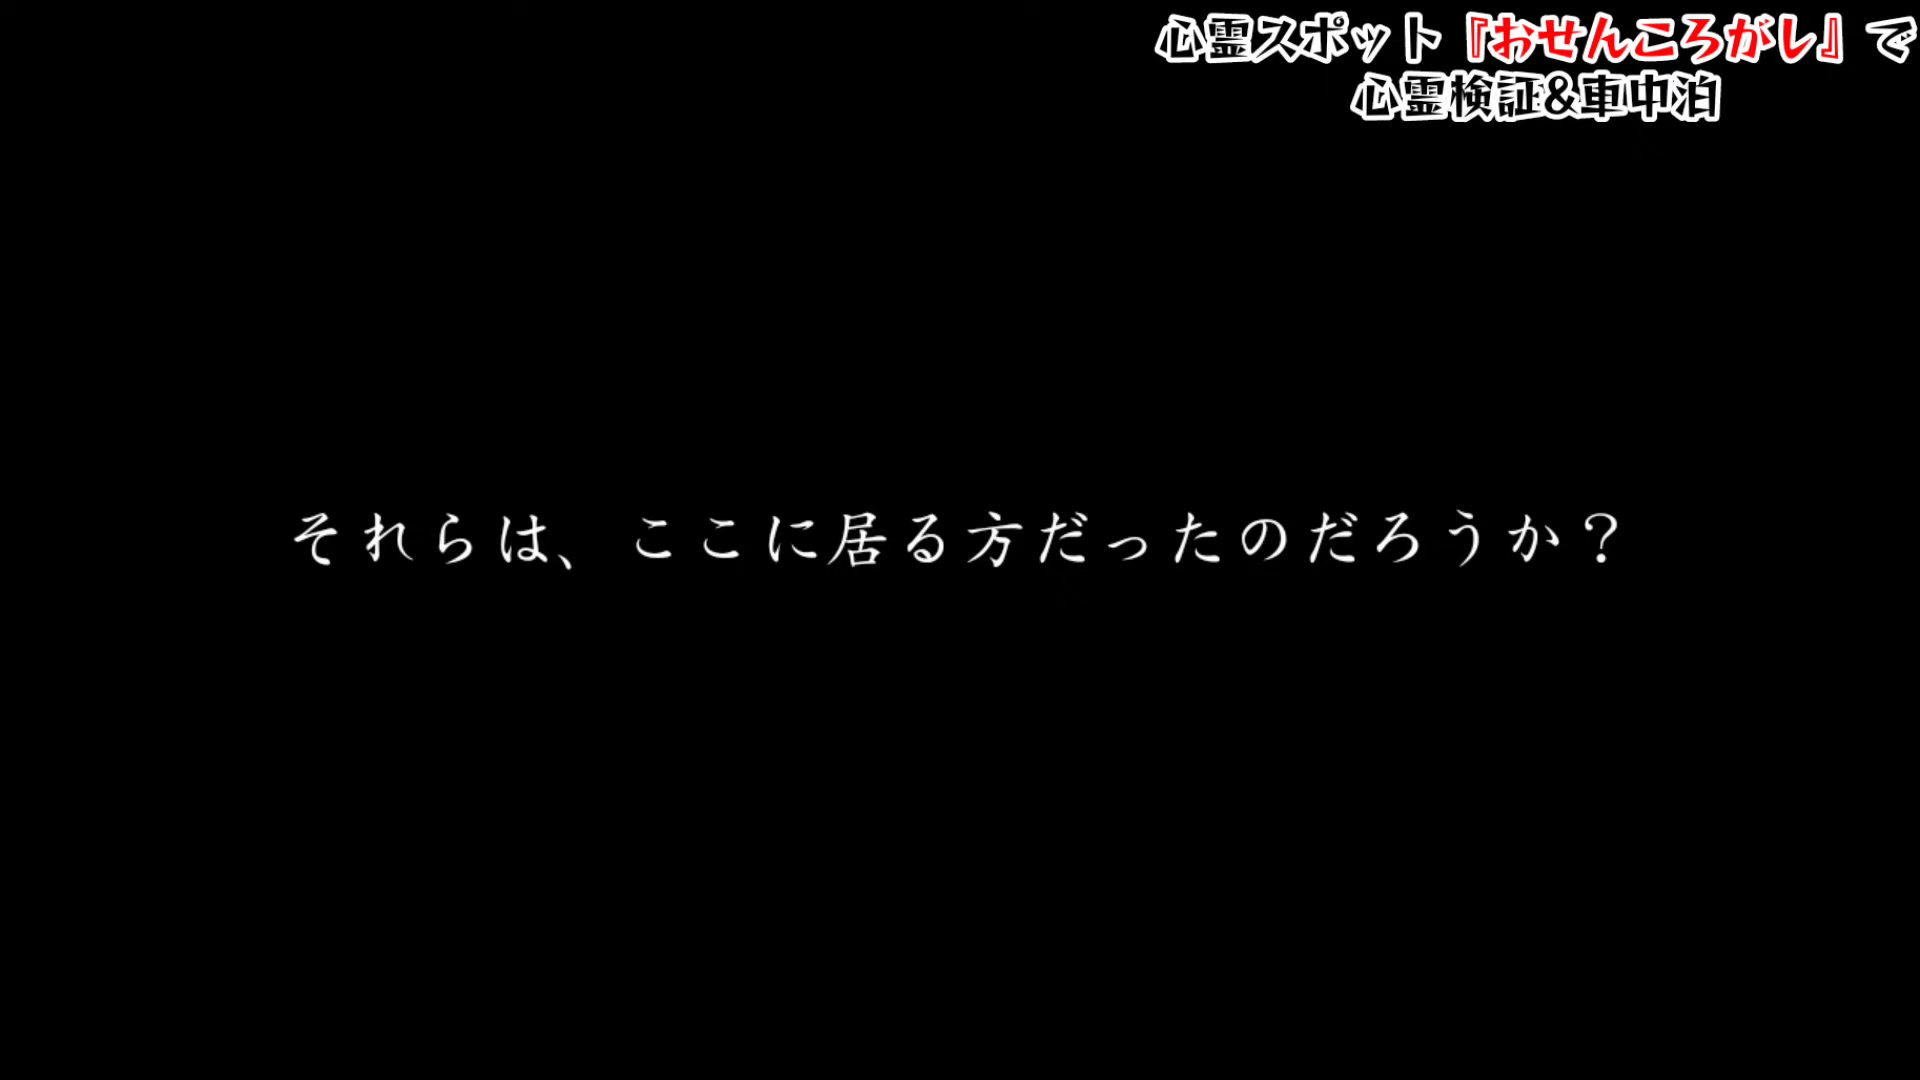 心霊スポット『おせんころがし』で
心霊検証&車中泊
それらは、ここに居る方だったのだろうか？